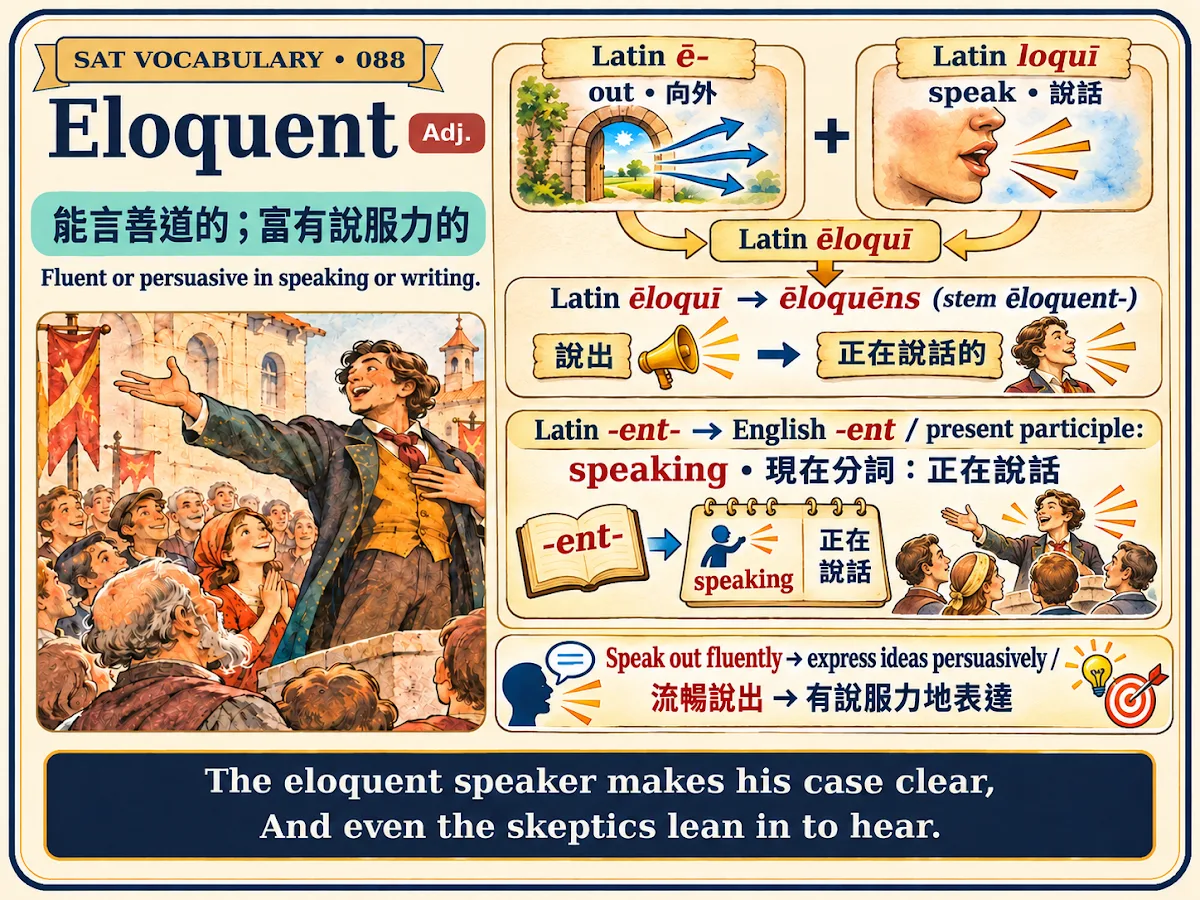 SAT VOCABULARY • 088
Eloquent Adj.
能言善道的；富有說服力的
Fluent or persuasive in speaking or writing.
Latin ē-
out • 向外
+
Latin loquī
speak • 說話
Latin ēloquī
Latin ēloquī → ēloquēns (stem ēloquent-)
說出 → 正在說話的
Latin -ent- → English -ent / present participle:
speaking • 現在分詞：正在說話
-ent-
speaking
正在
說話
Speak out fluently → express ideas persuasively /
流暢說出 → 有說服力地表達
The eloquent speaker makes his case clear,
And even the skeptics lean in to hear.